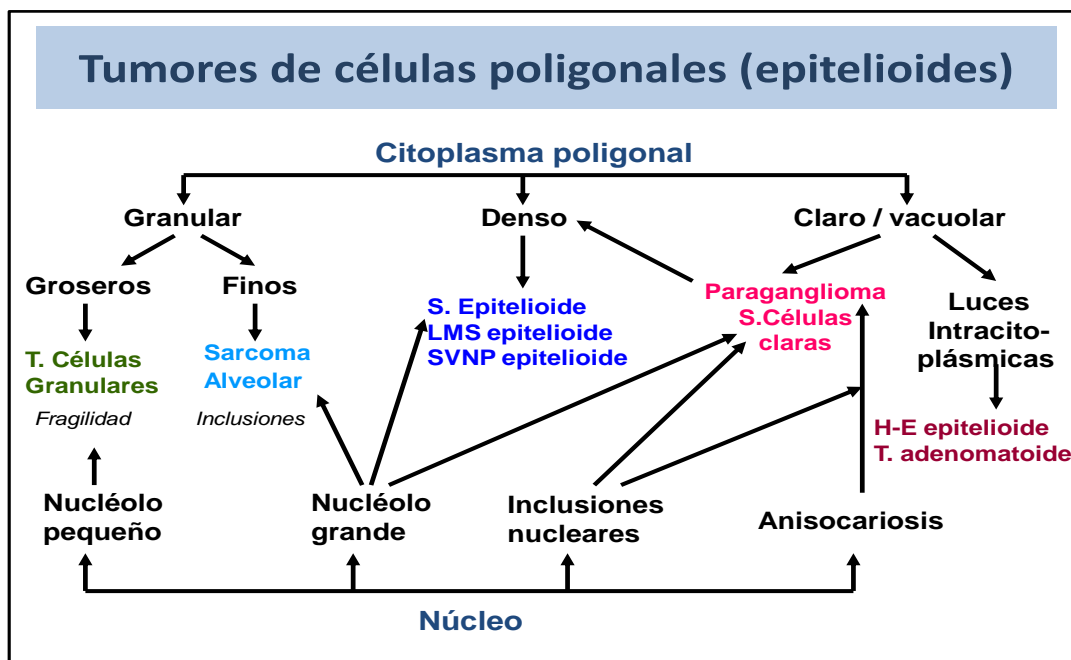 Tumores de células poligonales (epitelioides)
Citoplasma poligonal
Granular
Denso
Claro / vacuolar
Groseros
Finos
T. Células
Granulares
Fragilidad
Sarcoma
Alveolar
Inclusiones
S. Epitelioide
LMS epitelioide
SVNP epitelioide
Paraganglioma
S.Células
claras
Luces
Intracito-
plásmicas
H-E epitelioide
T. adenomatoide
Nucléolo
pequeño
Nucléolo
grande
Inclusiones
nucleares
Anisocariosis
Núcleo